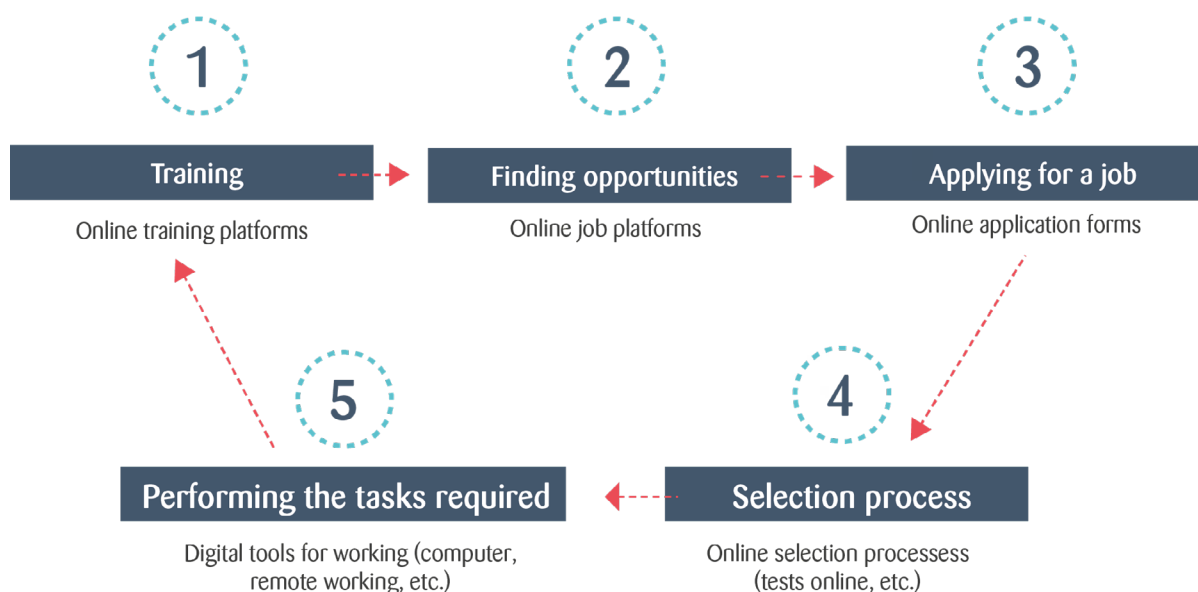 1
2
3
Training
Finding opportunities
Applying for a job
Online training platforms
Online job platforms
Online application forms
5
4
Performing the tasks required
Selection process
Digital tools for working (computer,
remote working, etc.)
Online selection processess
(tests online, etc.)